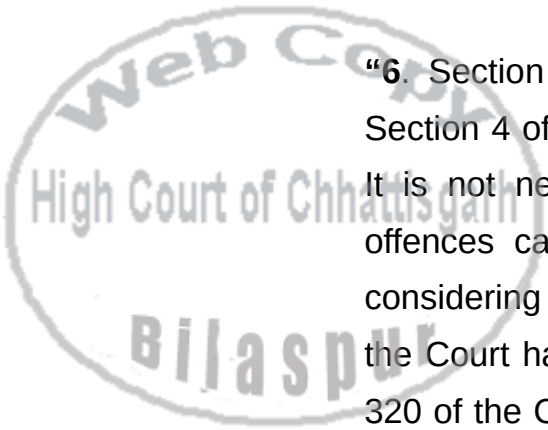 Web Copy
“6. Section
Section 4 of
High Court of Chhattisgarh
It is not ne
offences ca
considering
Bilaspur
the Court ha
320 of the C